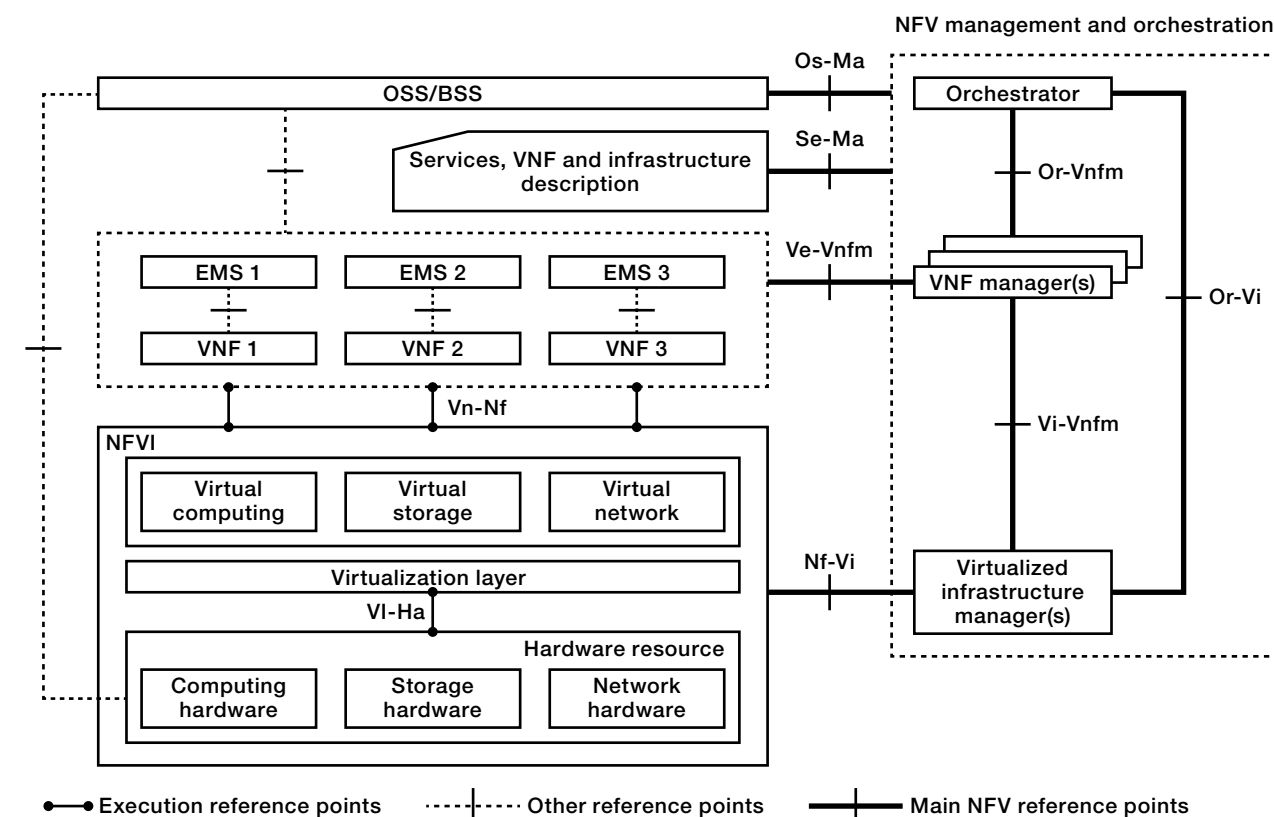 NFV management and orchestration
Os-Ma
OSS/BSS
Orchestrator
Se-Ma
Services, VNF and infrastructure
description
Or-Vnfm
Ve-Vnfm
EMS 1
EMS 2
EMS 3
VNF manager(s)
Or-Vi
VNF 1
VNF 2
VNF 3
Vn-Nf
Vi-Vnfm
NFVI
Virtual
computing
Virtual
storage
Virtual
network
Nf-Vi
Virtualized
infrastructure
manager(s)
Virtualization layer
VI-Ha
Hardware resource
Computing
hardware
Storage
hardware
Network
hardware
Execution reference points
Other reference points
Main NFV reference points